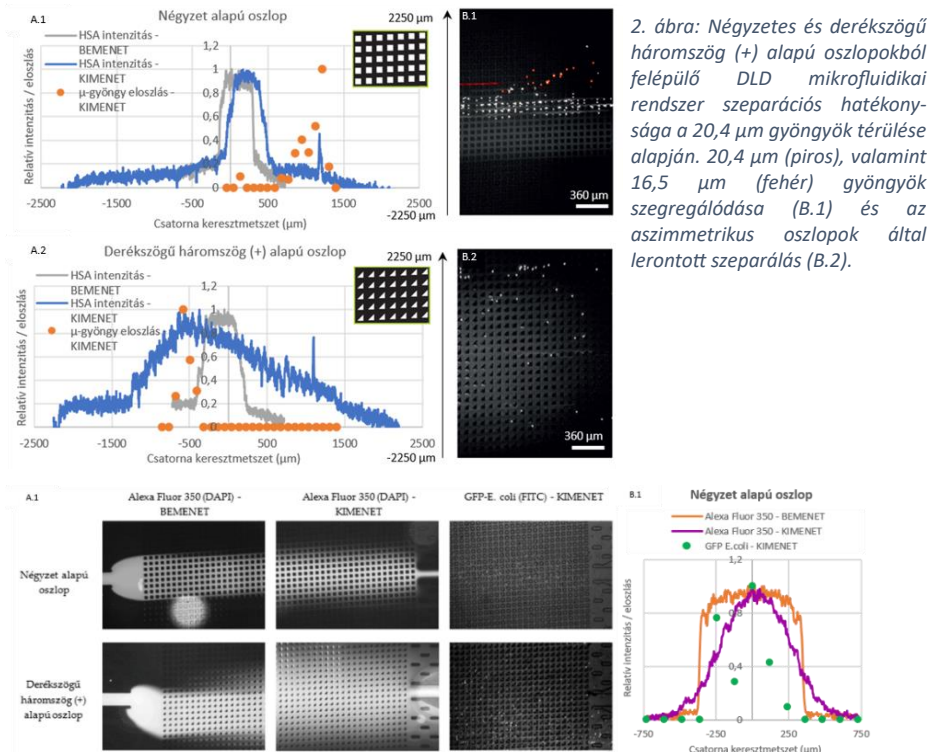 A.1
Négyzet alapú oszlop
HSA intenzitás -
BEMENET
HSA intenzitás -
KIMENET
μ-gyöngy eloszlás -
KIMENET
Relatív intenzitás / eloszlás
1,2
1
0,8
0,6
0,4
0,2
0
-2500 -1500 -500 500 1500 2500
Csatorna keresztmetszet (μm)
2250 μm
-2250 μm
B.1
360 μm
2. ábra: Négyzetes és derékszögű
háromszög (+) alapú oszlopokból
felépülő DLD mikrofluidikai
rendszer szeparációs hatékony-
sága a 20,4 μm gyöngyök térülése
alapján. 20,4 μm (piros), valamint
16,5 μm (fehér) gyöngyök
szegregálódása (B.1) és az
aszimmetrikus oszlopok által
lerontott szeparálás (B.2).
A.2
Derékszögű háromszög (+) alapú oszlop
HSA intenzitás -
BEMENET
HSA intenzitás -
KIMENET
μ-gyöngy eloszlás
KIMENET
Relatív intenzitás / eloszlás
1,2
1
0,8
0,6
0,4
0,2
0
-2500 -1500 -500 500 1500 2500
Csatorna keresztmetszet (μm)
2250 μm
-2250 μm
B.2
360 μm
A.1
Alexa Fluor 350 (DAPI) -
BEMENET
Alexa Fluor 350 (DAPI) -
KIMENET
GFP-E. coli (FITC) - KIMENET
Négyzet alapú
oszlop
Derékszögű
háromszög (+)
alapú oszlop
B.1
Négyzet alapú oszlop
Alexa Fluor 350 - BEMENET
Alexa Fluor 350 - KIMENET
GFP E.coli - KIMENET
Relatív intenzitás / eloszlás
1,2
0,8
0,4
0
-750 -250 250 750
Csatorna keresztmetszet (μm)